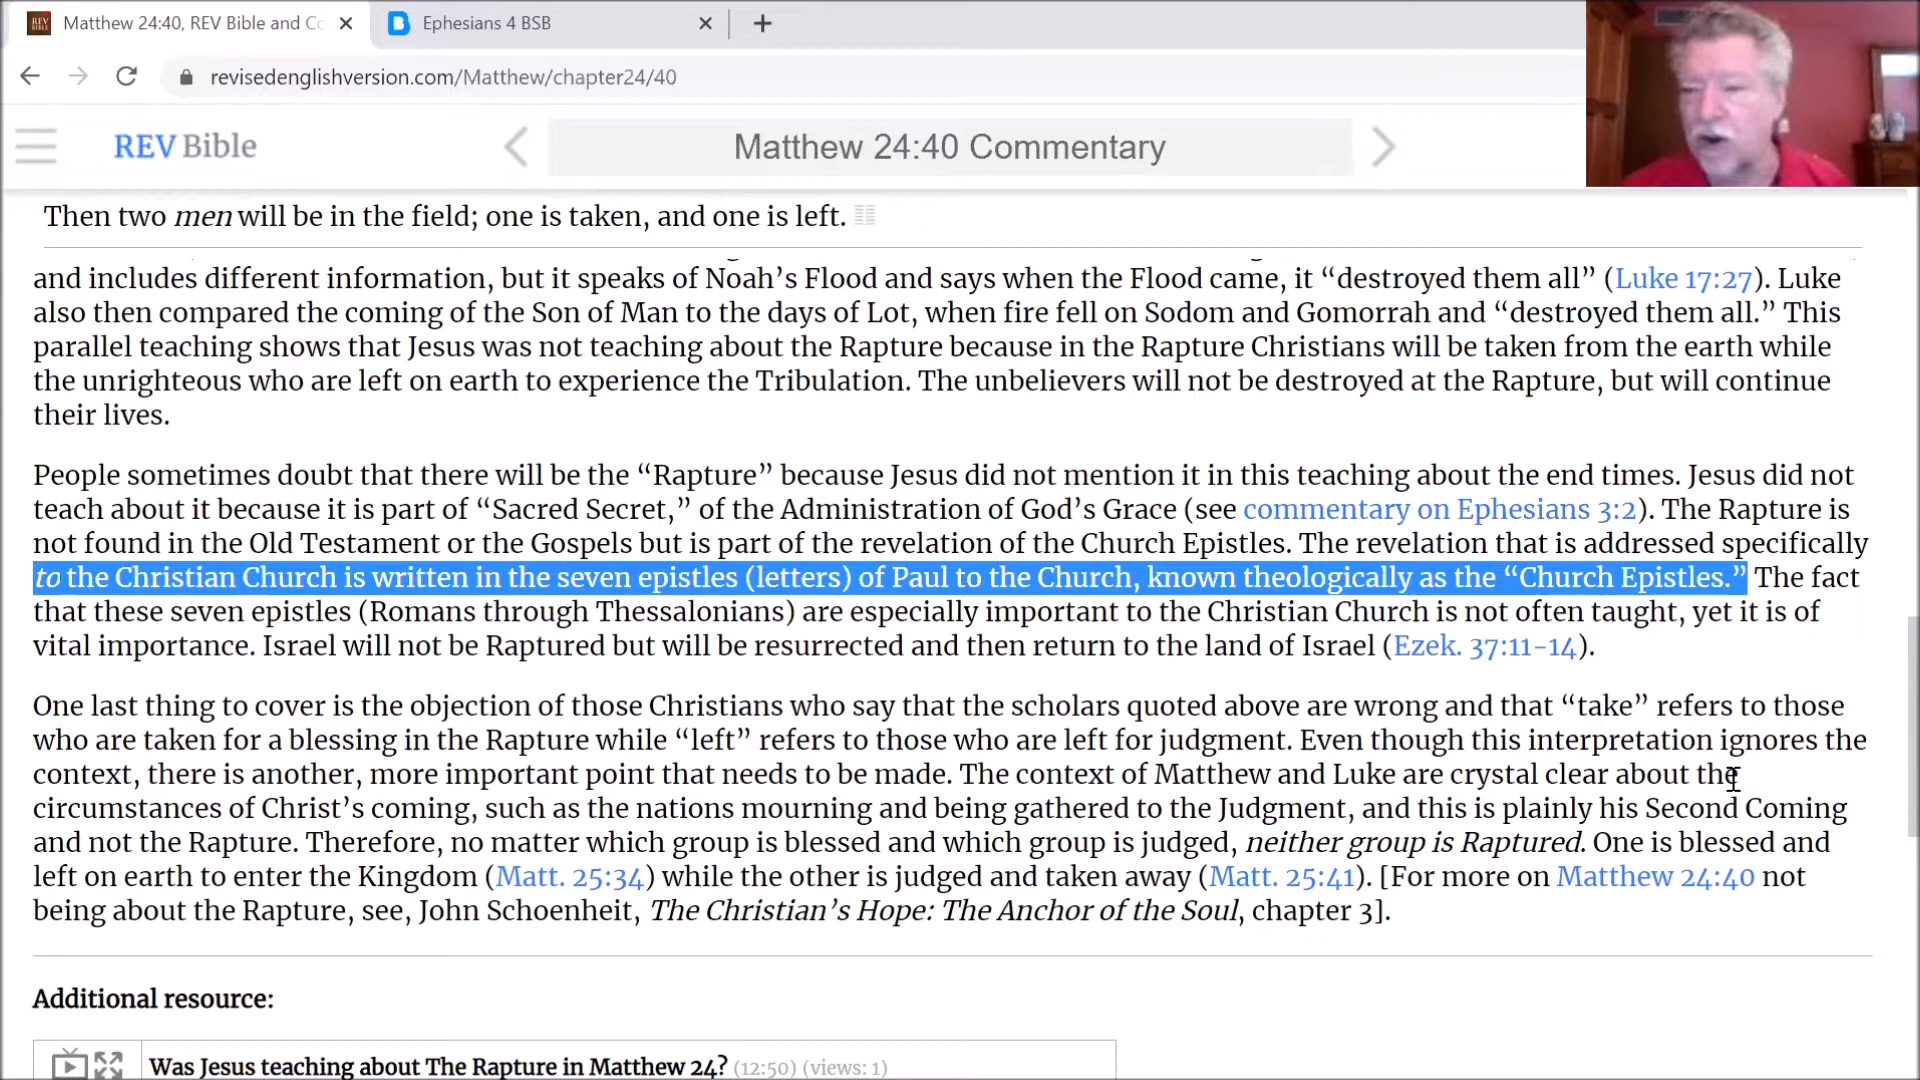 Matthew 24:40, REV Bible and Co
Ephesians 4 BSB
revisedenglishversion.com/Matthew/chapter24/40
REV Bible
Matthew 24:40 Commentary
Then two men will be in the field; one is taken, and one is left.
and includes different information, but it speaks of Noah’s Flood and says when the Flood came, it “destroyed them all” (Luke 17:27). Luke
also then compared the coming of the Son of Man to the days of Lot, when fire fell on Sodom and Gomorrah and “destroyed them all.” This
parallel teaching shows that Jesus was not teaching about the Rapture because in the Rapture Christians will be taken from the earth while
the unrighteous who are left on earth to experience the Tribulation. The unbelievers will not be destroyed at the Rapture, but will continue
their lives.
People sometimes doubt that there will be the “Rapture” because Jesus did not mention it in this teaching about the end times. Jesus did not
teach about it because it is part of “Sacred Secret,” of the Administration of God’s Grace (see commentary on Ephesians 3:2). The Rapture is
not found in the Old Testament or the Gospels but is part of the revelation of the Church Epistles. The revelation that is addressed specifically
to the Christian Church is written in the seven epistles (letters) of Paul to the Church, known theologically as the “Church Epistles.” The fact
that these seven epistles (Romans through Thessalonians) are especially important to the Christian Church is not often taught, yet it is of
vital importance. Israel will not be Raptured but will be resurrected and then return to the land of Israel (Ezek. 37:11-14).
One last thing to cover is the objection of those Christians who say that the scholars quoted above are wrong and that “take” refers to those
who are taken for a blessing in the Rapture while “left” refers to those who are left for judgment. Even though this interpretation ignores the
context, there is another, more important point that needs to be made. The context of Matthew and Luke are crystal clear about the
circumstances of Christ’s coming, such as the nations mourning and being gathered to the Judgment, and this is plainly his Second Coming
and not the Rapture. Therefore, no matter which group is blessed and which group is judged, neither group is Raptured. One is blessed and
left on earth to enter the Kingdom (Matt. 25:34) while the other is judged and taken away (Matt. 25:41). [For more on Matthew 24:40 not
being about the Rapture, see, John Schoenheit, The Christian’s Hope: The Anchor of the Soul, chapter 3].
Additional resource:
Was Jesus teaching about The Rapture in Matthew 24? (12:50) (views: 1)